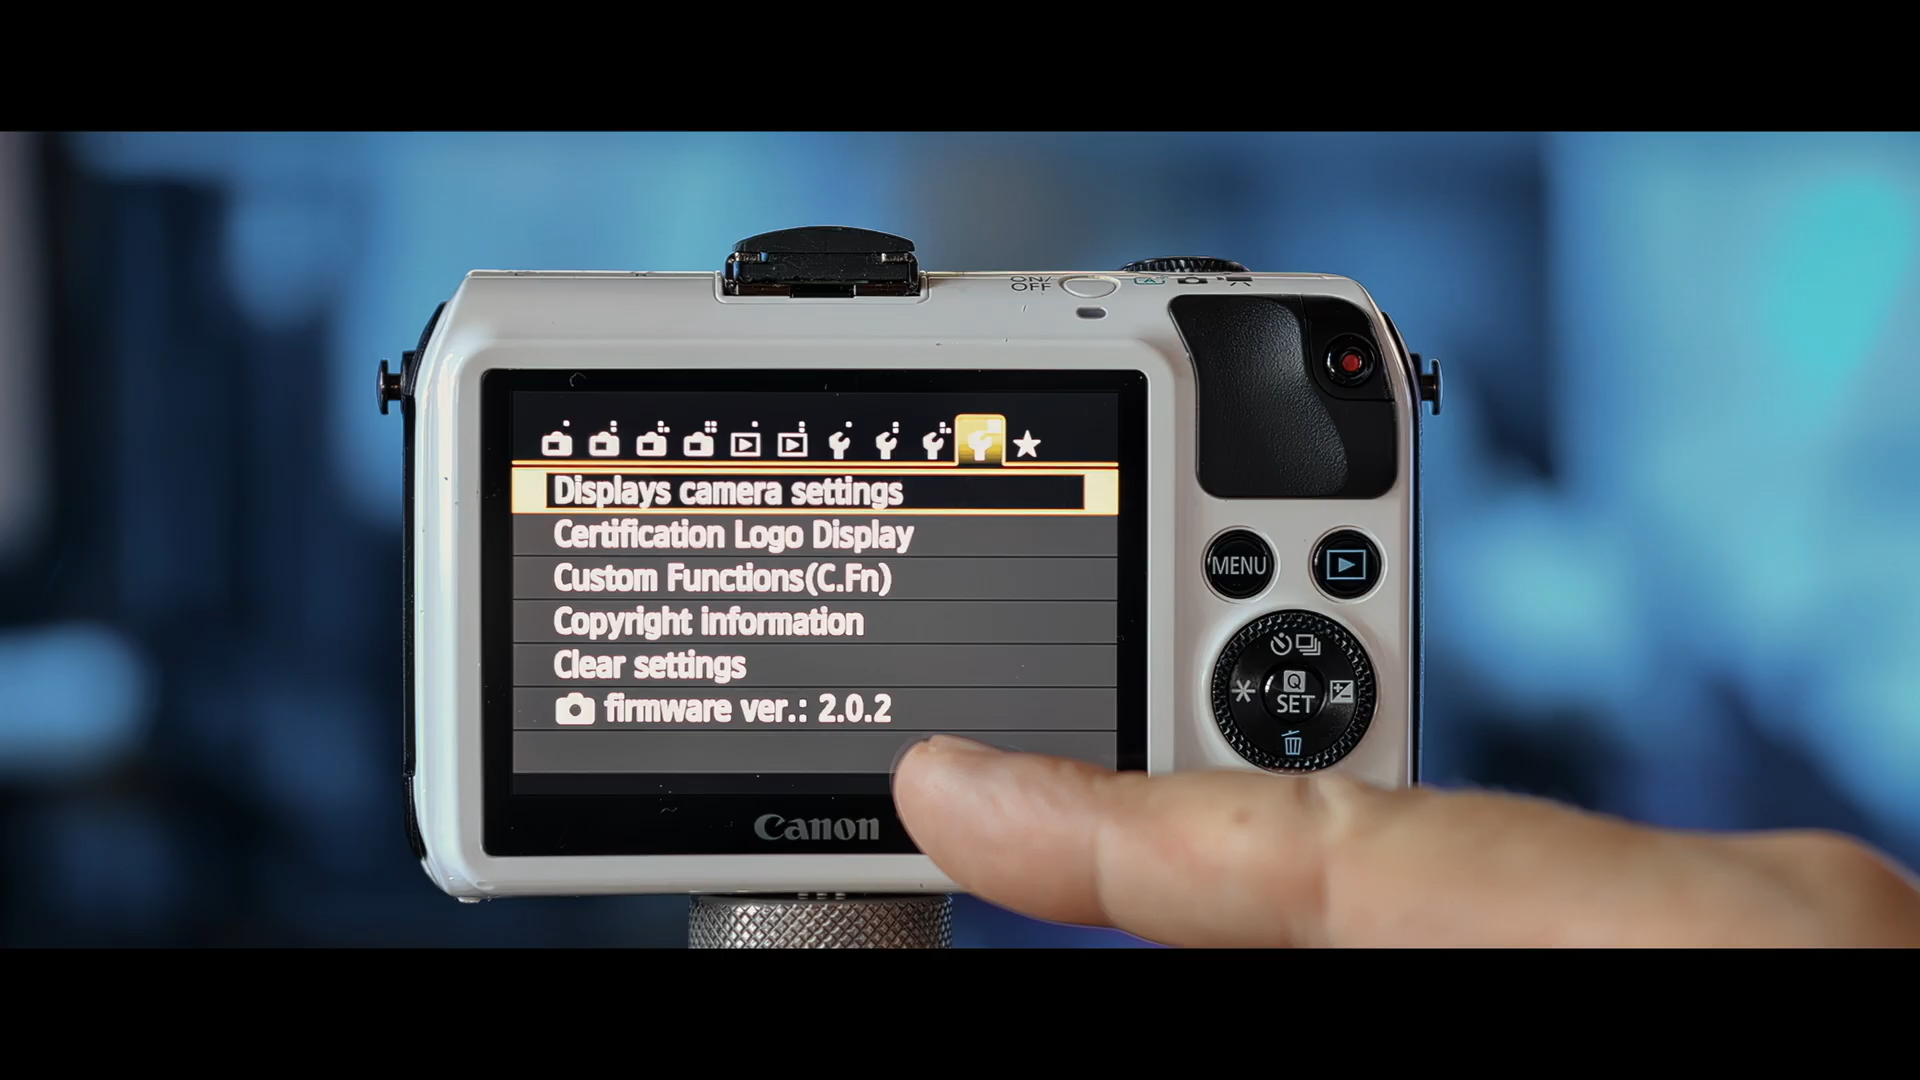 ON/
OFF
Displays camera settings
Certification Logo Display
Custom Functions(C.Fn)
Copyright information
Clear settings
firmware ver.: 2.0.2
MENU
Q
SET
Canon